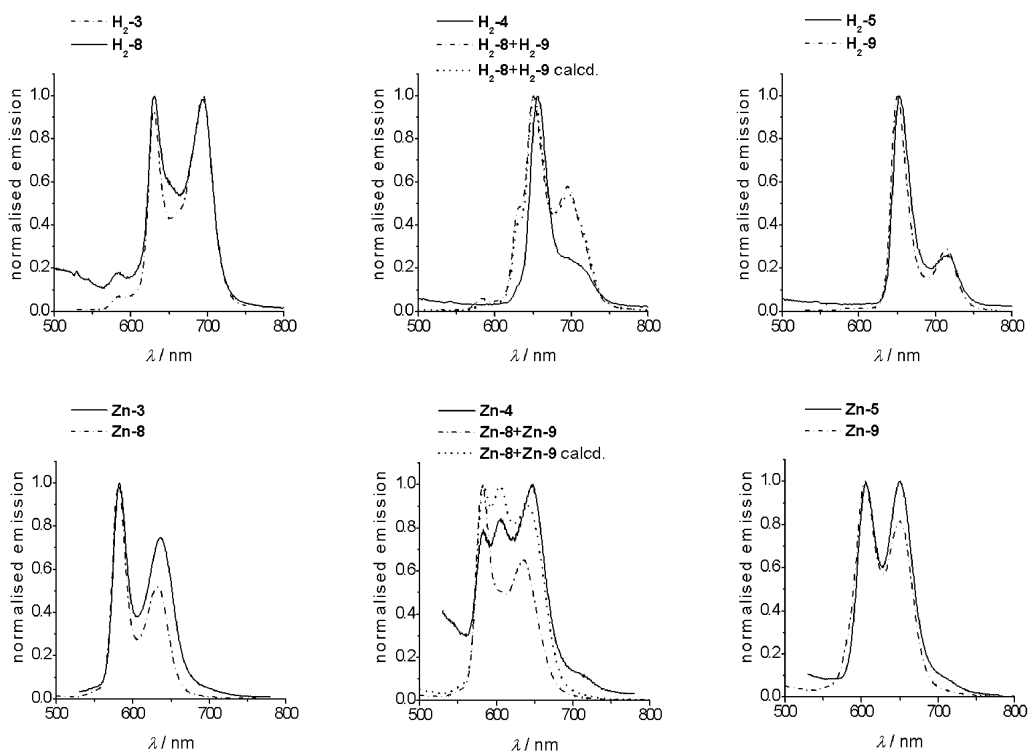 H2-3
H2-8
normalised emission
1.0
0.8
0.6
0.4
0.2
0.0
500 600 700 800
λ / nm
H2-4
H2-8+H2-9
H2-8+H2-9 calcd.
normalised emission
1.0
0.8
0.6
0.4
0.2
0.0
500 600 700 800
λ / nm
H2-5
H2-9
normalised emission
1.0
0.8
0.6
0.4
0.2
0.0
500 600 700 800
λ / nm
Zn-3
Zn-8
normalised emission
1.0
0.8
0.6
0.4
0.2
0.0
500 600 700 800
λ / nm
Zn-4
Zn-8+Zn-9
Zn-8+Zn-9 calcd.
normalised emission
1.0
0.8
0.6
0.4
0.2
0.0
500 600 700 800
λ / nm
Zn-5
Zn-9
normalised emission
1.0
0.8
0.6
0.4
0.2
0.0
500 600 700 800
λ / nm